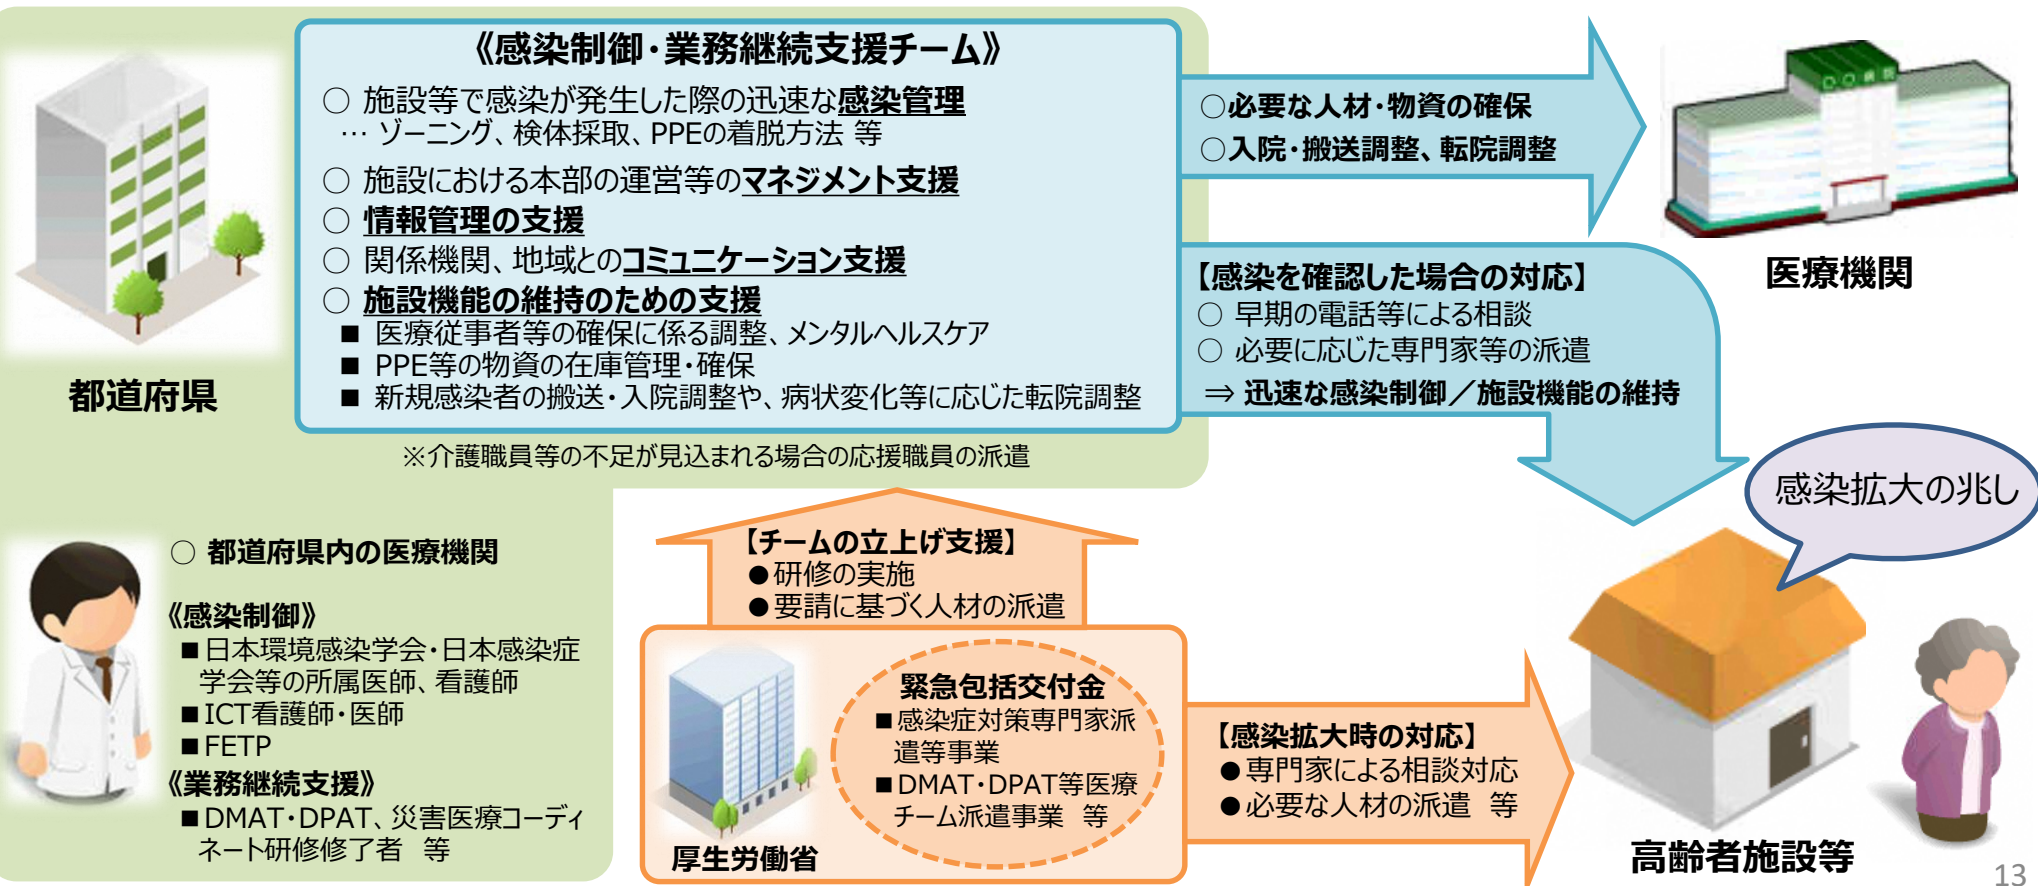 《感染制御・業務継続支援チーム》
○ 施設等で感染が発生した際の迅速な感染管理
… ゾーニング、検体採取、PPEの着脱方法 等
○ 施設における本部の運営等のマネジメント支援
○ 情報管理の支援
○ 関係機関、地域とのコミュニケーション支援
○ 施設機能の維持のための支援
■ 医療従事者等の確保に係る調整、メンタルヘルスケア
■ PPE等の物資の在庫管理・確保
■ 新規感染者の搬送・入院調整や、病状変化等に応じた転院調整
※介護職員等の不足が見込まれる場合の応援職員の派遣
都道府県
○必要な人材・物資の確保
○入院・搬送調整、転院調整
○○病院
医療機関
【感染を確認した場合の対応】
○ 早期の電話等による相談
○ 必要に応じた専門家等の派遣
⇒ 迅速な感染制御／施設機能の維持
感染拡大の兆し
○ 都道府県内の医療機関
《感染制御》
■日本環境感染学会・日本感染症
学会等の所属医師、看護師
■ICT看護師・医師
■FETP
《業務継続支援》
■DMAT・DPAT、災害医療コーディ
ネート研修修了者 等
【チームの立上げ支援】
●研修の実施
●要請に基づく人材の派遣
緊急包括交付金
■感染症対策専門家派
遣等事業
■DMAT・DPAT等医療
チーム派遣事業 等
厚生労働省
【感染拡大時の対応】
●専門家による相談対応
●必要な人材の派遣 等
高齢者施設等
13